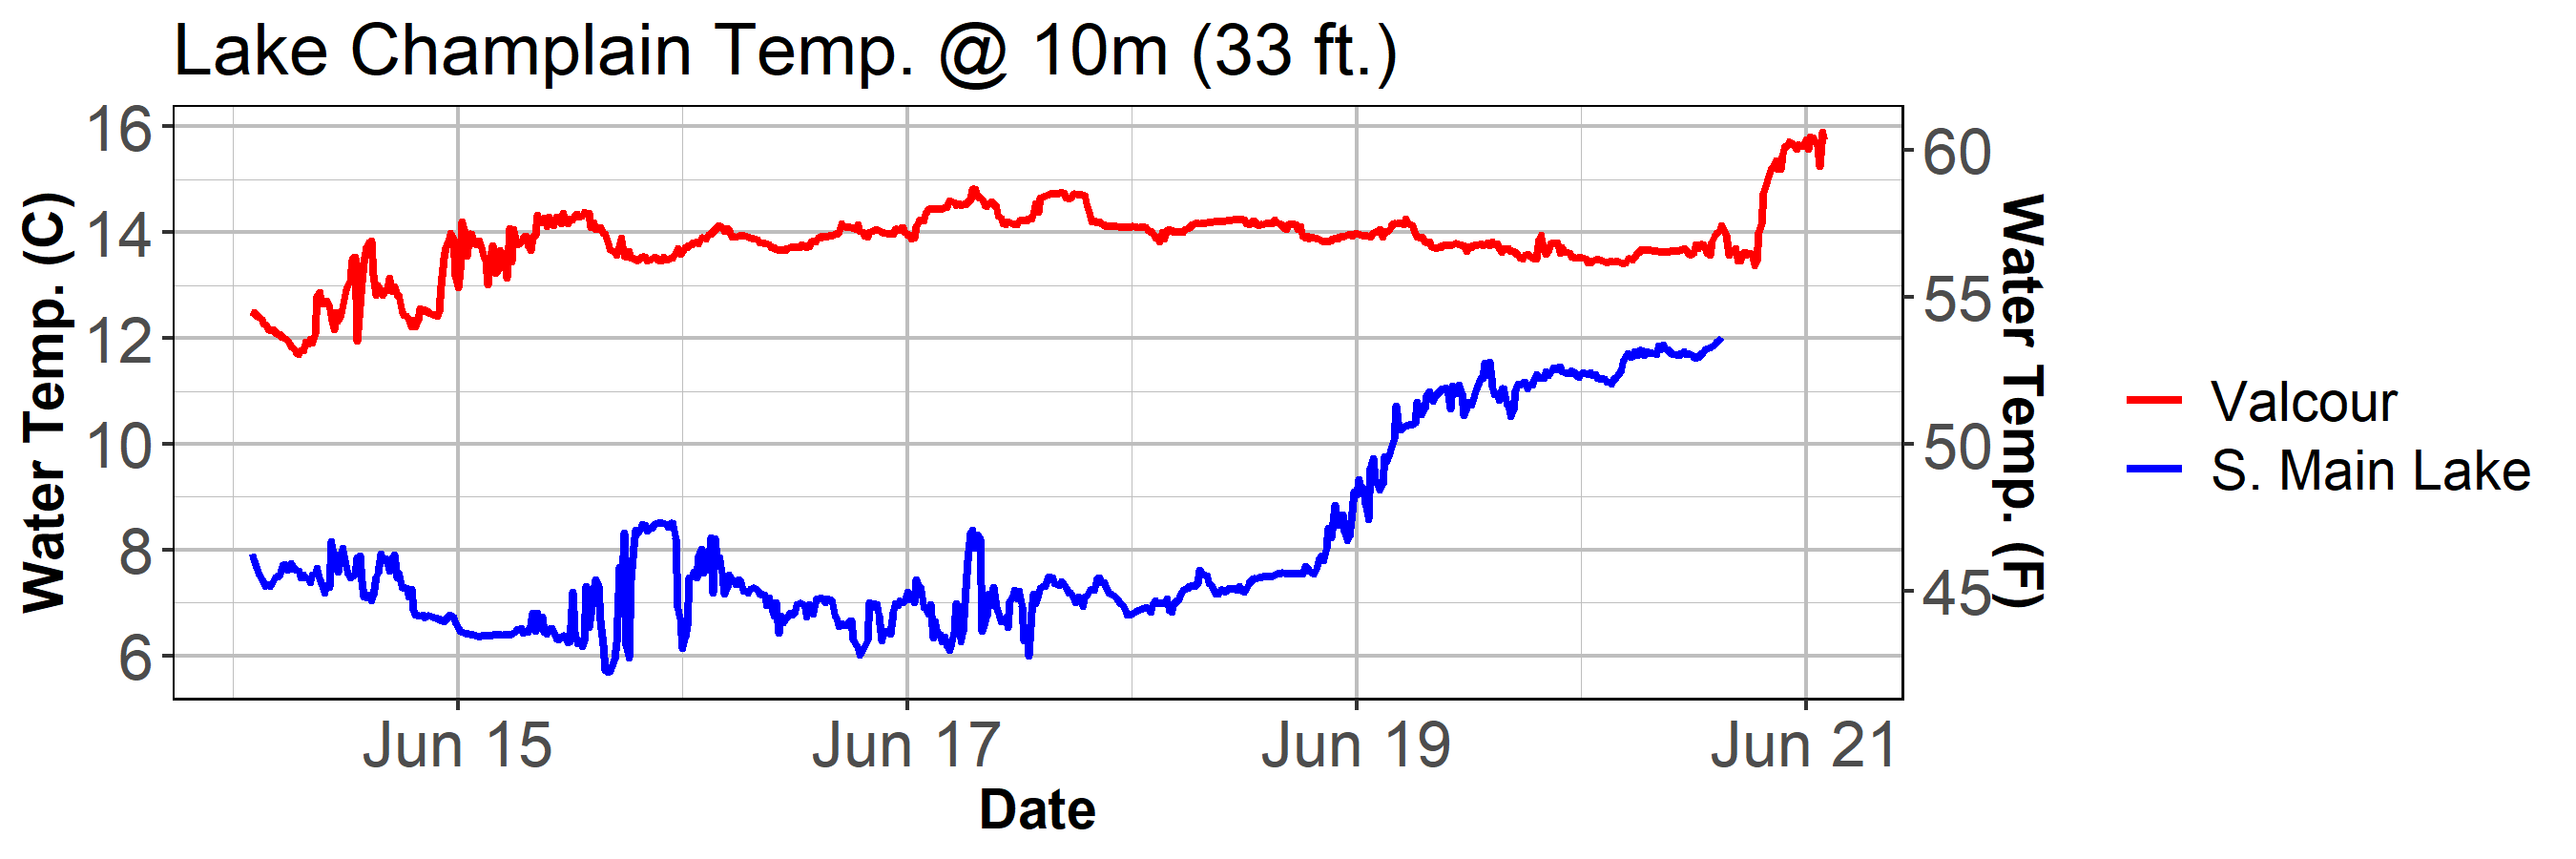 Lake Champlain Temp. @ 10m (33 ft.)
Water Temp. (C)
16
14
12
10
8
6
60
55
50
45
Water Temp. (F)
Jun 15 Jun 17 Jun 19 Jun 21
Date
Valcour
S. Main Lake